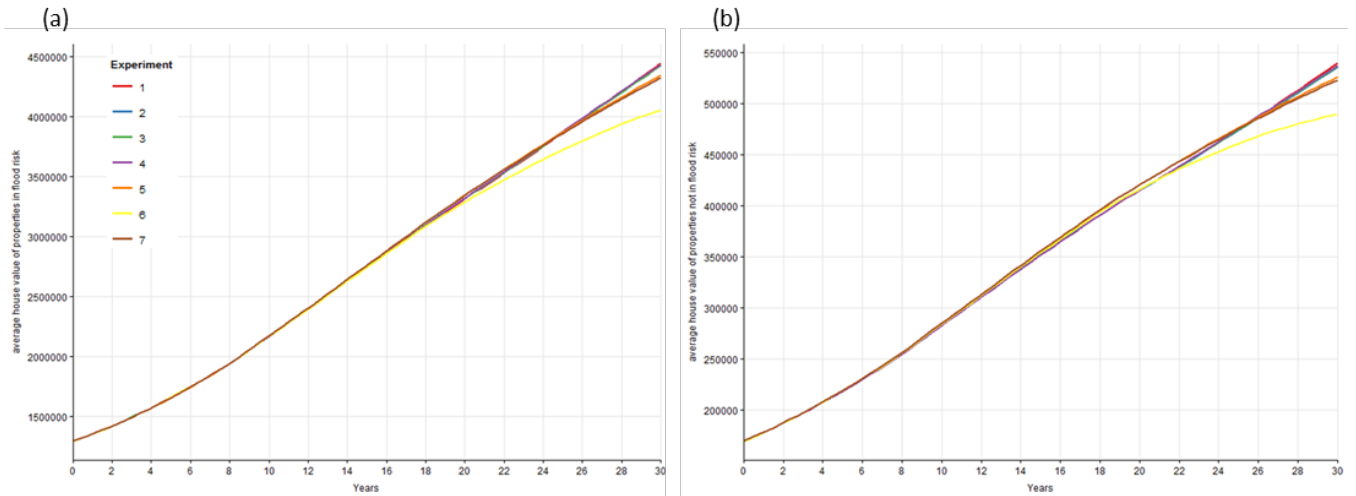 (a)
average house value of properties in flood risk
4500000
4000000
3500000
3000000
2500000
2000000
1500000
Experiment
1
2
3
4
5
6
7
0 2 4 6 8 10 12 14 16 18 20 22 24 26 28 30
Years
(b)
average house value of properties not in flood risk
550000
500000
450000
400000
350000
300000
250000
200000
0 2 4 6 8 10 12 14 16 18 20 22 24 26 28 30
Years